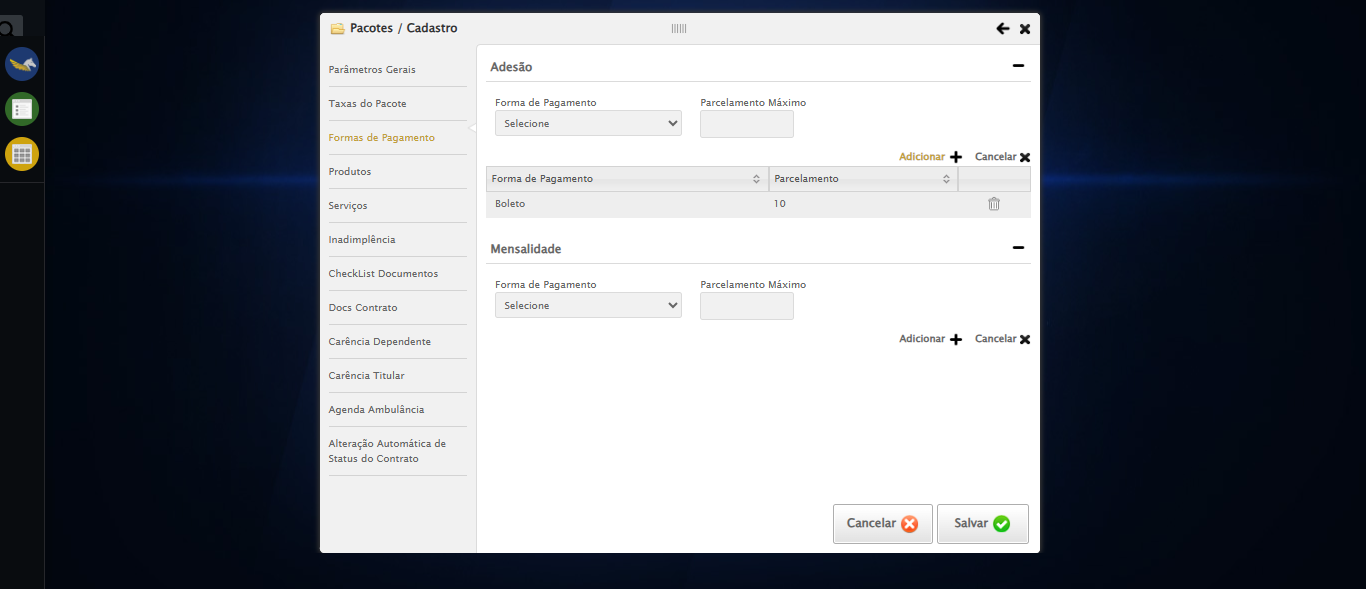 Pacotes / Cadastro
Parâmetros Gerais
Taxas do Pacote
Formas de Pagamento
Produtos
Serviços
Inadimplência
CheckList Documentos
Docs Contrato
Carência Dependente
Carência Titular
Agenda Ambulância
Alteração Automática de
Status do Contrato
Adesão
Forma de Pagamento Parcelamento Máximo
Selecione
Adicionar Cancelar
Forma de Pagamento Parcelamento
Boleto 10
Mensalidade
Forma de Pagamento Parcelamento Máximo
Selecione
Adicionar Cancelar
Cancelar Salvar